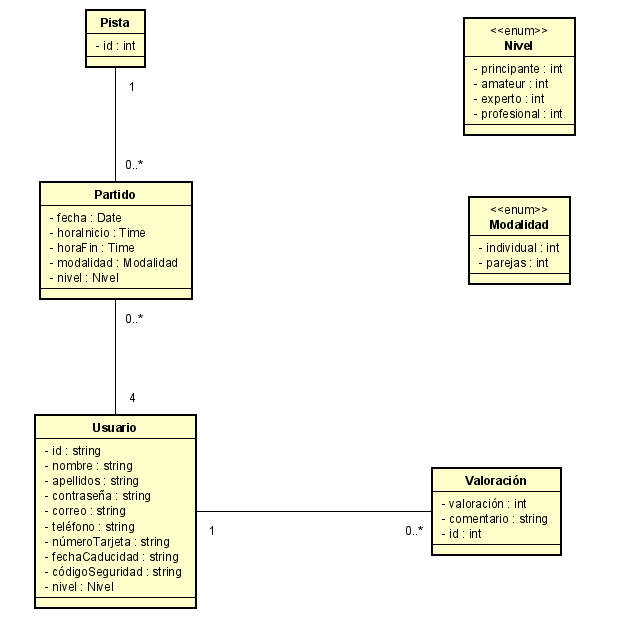 Pista
- id : int
1
0..*
Partido
- fecha : Date
- horaInicio : Time
- horaFin : Time
- modalidad : Modalidad
- nivel : Nivel
0..*
4
Usuario
- id : string
- nombre : string
- apellidos : string
- contraseña : string
- correo : string
- teléfono : string
- númeroTarjeta : string
- fechaCaducidad : string
- códigoSeguridad : string
- nivel : Nivel
1
0..*
Valoración
- valoración : int
- comentario : string
- id : int
<<enum>>
Nivel
- principante : int
- amateur : int
- experto : int
- profesional : int
<<enum>>
Modalidad
- individual : int
- parejas : int